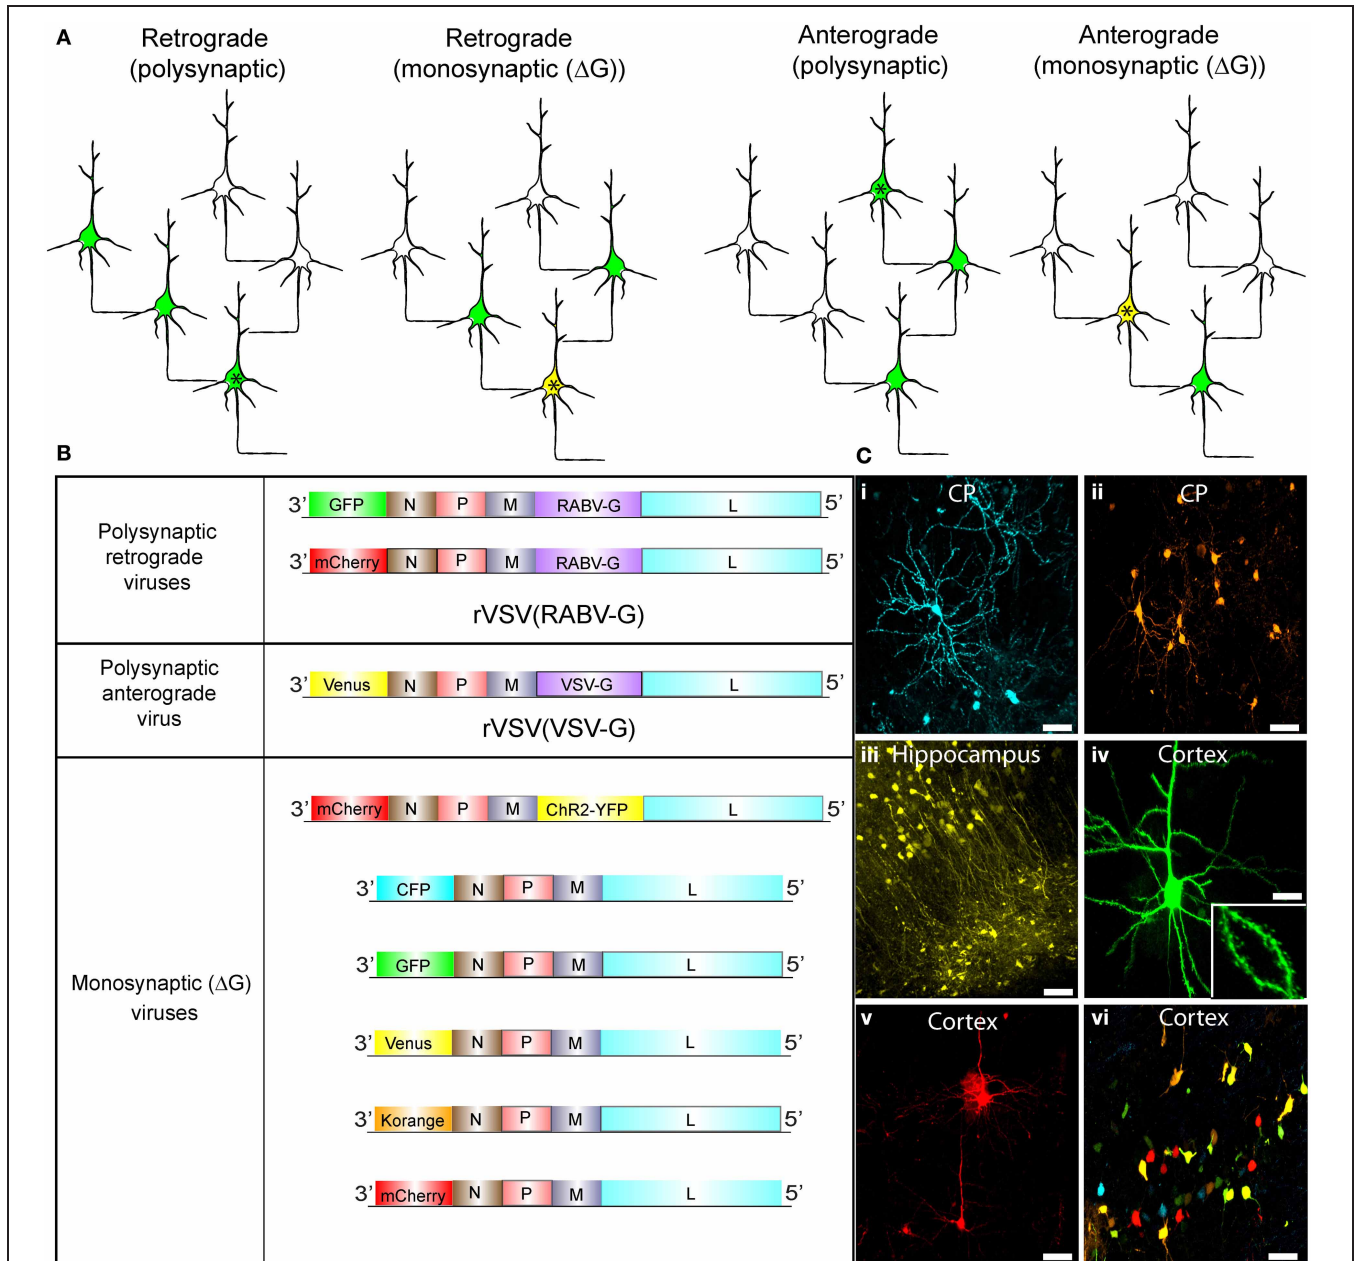 A
Retrograde
(polysynaptic)
Retrograde
(monosynaptic (ΔG))
Anterograde
(polysynaptic)
Anterograde
(monosynaptic (ΔG))
*
*
*
*
B
Polysynaptic
retrograde
viruses
3' GFP N P M RABV-G L 5'
3' mCherry N P M RABV-G L 5'
rVSV(RABV-G)
Polysynaptic
anterograde
virus
3' Venus N P M VSV-G L 5'
rVSV(VSV-G)
Monosynaptic (ΔG)
viruses
3' mCherry N P M ChR2-YFP L 5'
3' CFP N P M L 5'
3' GFP N P M L 5'
3' Venus N P M L 5'
3' Korange N P M L 5'
3' mCherry N P M L 5'
C
i CP
ii CP
iii Hippocampus
iv Cortex
v Cortex
vi Cortex